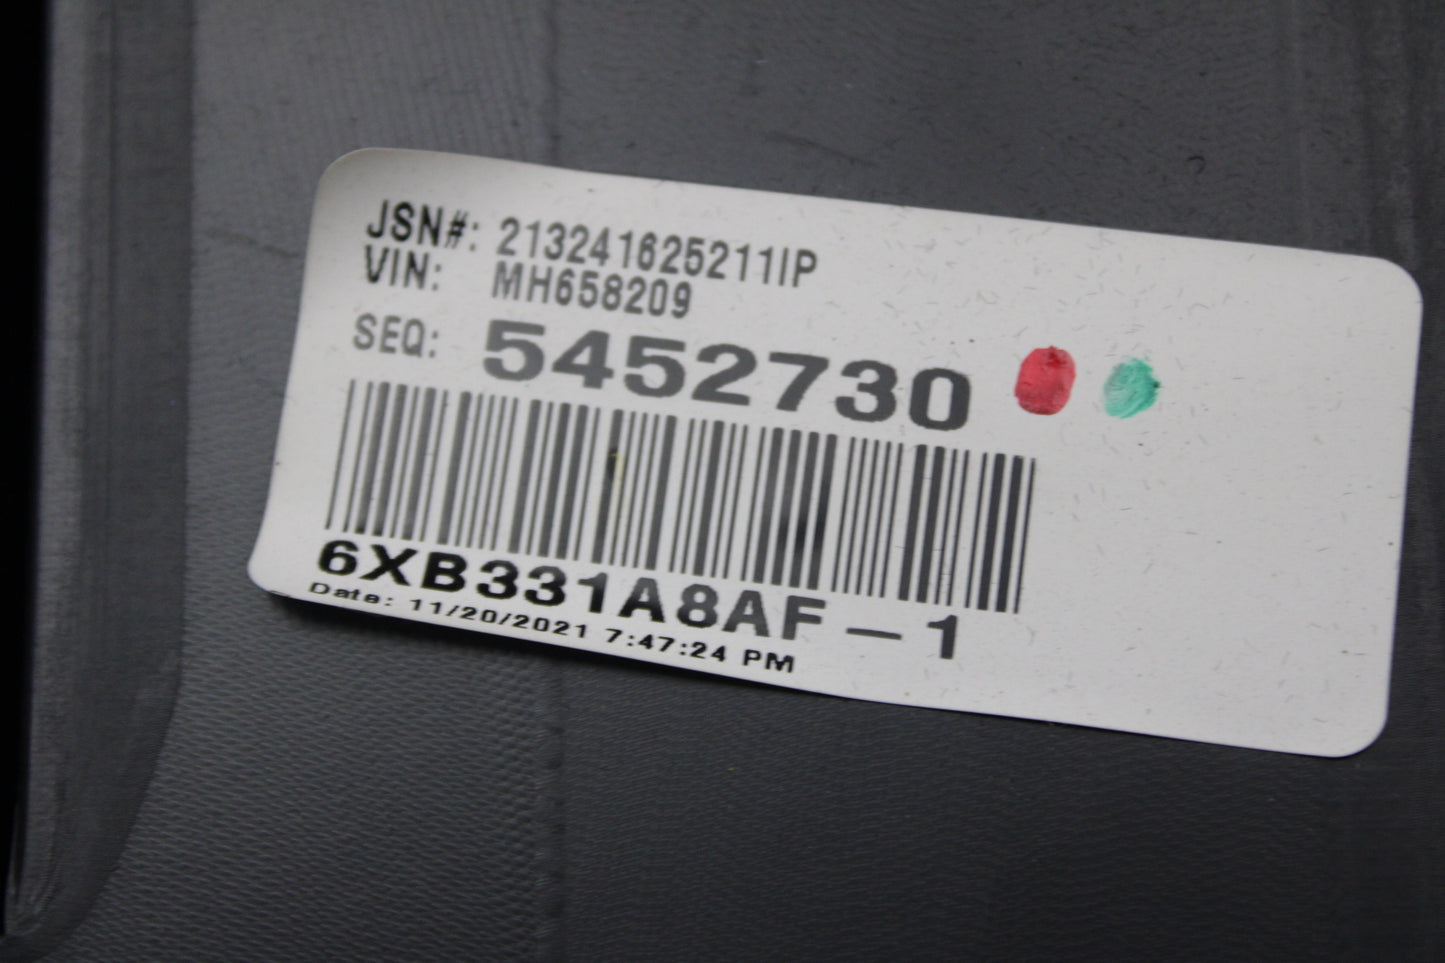 JSN#: 213241625211IP
VIN: MH658209
SEQ: 5452730
6XB331A8AF-1
Date: 11/20/2021 7:47:24 PM